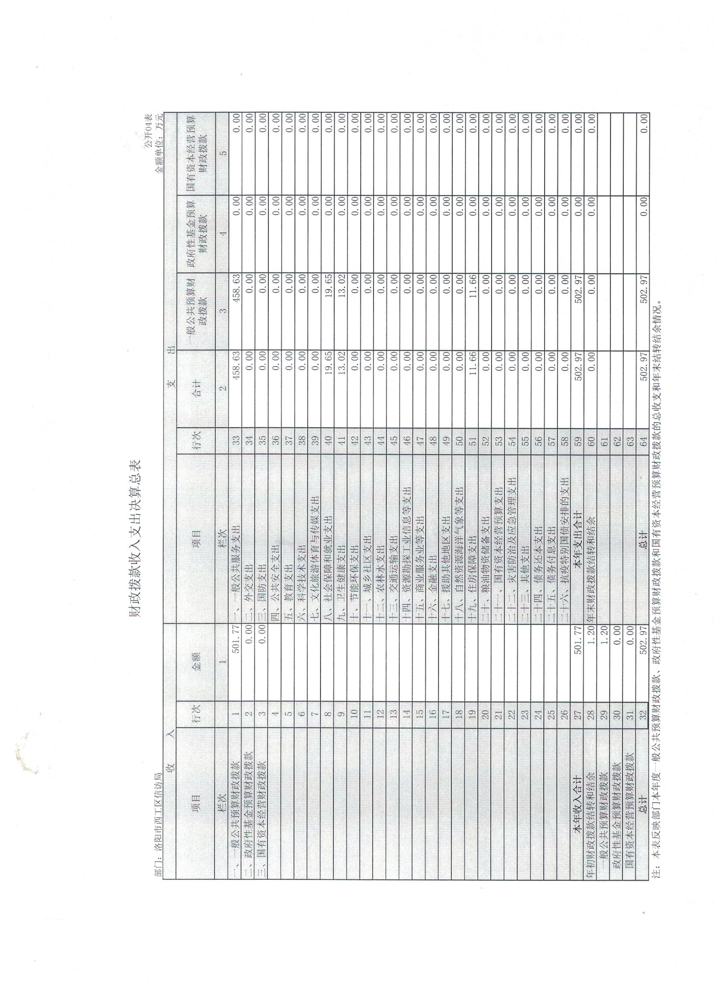 财政拨款收入支出决算总表
公开04表
部门：洛阳市西工区信访局 金额单位：万元
收 入 支 出
项目 行次 金额 项目 行次 合计 一般公共预算财政拨款 政府性基金预算财政拨款 国有资本经营预算财政拨款
栏次 1 栏次 2 3 4 5
一、一般公共预算财政拨款 1 501.77 一、一般公共服务支出 33 458.63 458.63 0.00 0.00
二、政府性基金预算财政拨款 2 0.00 二、外交支出 34 0.00 0.00 0.00 0.00
三、国有资本经营财政拨款 3 0.00 三、国防支出 35 0.00 0.00 0.00 0.00
4 四、公共安全支出 36 0.00 0.00 0.00 0.00
5 五、教育支出 37 0.00 0.00 0.00 0.00
6 六、科学技术支出 38 0.00 0.00 0.00 0.00
7 七、文化旅游体育与传媒支出 39 0.00 0.00 0.00 0.00
8 八、社会保障和就业支出 40 19.65 19.65 0.00 0.00
9 九、卫生健康支出 41 13.02 13.02 0.00 0.00
10 十、节能环保支出 42 0.00 0.00 0.00 0.00
11 十一、城乡社区支出 43 0.00 0.00 0.00 0.00
12 十二、农林水支出 44 0.00 0.00 0.00 0.00
13 十三、交通运输支出 45 0.00 0.00 0.00 0.00
14 十四、资源勘探工业信息等支出 46 0.00 0.00 0.00 0.00
15 十五、商业服务业等支出 47 0.00 0.00 0.00 0.00
16 十六、金融支出 48 0.00 0.00 0.00 0.00
17 十七、援助其他地区支出 49 0.00 0.00 0.00 0.00
18 十八、自然资源海洋气象等支出 50 0.00 0.00 0.00 0.00
19 十九、住房保障支出 51 11.66 11.66 0.00 0.00
20 二十、粮油物资储备支出 52 0.00 0.00 0.00 0.00
21 二十一、国有资本经营预算支出 53 0.00 0.00 0.00 0.00
22 二十二、灾害防治及应急管理支出 54 0.00 0.00 0.00 0.00
23 二十三、其他支出 55 0.00 0.00 0.00 0.00
24 二十四、债务还本支出 56 0.00 0.00 0.00 0.00
25 二十五、债务付息支出 57 0.00 0.00 0.00 0.00
26 二十六、抗疫特别国债安排的支出 58 0.00 0.00 0.00 0.00
本年收入合计 27 501.77 本年支出合计 59 502.97 502.97 0.00 0.00
年初财政拨款结转和结余 28 1.20 年末财政拨款结转和结余 60 0.00 0.00 0.00 0.00
一般公共预算财政拨款 29 1.20 61
政府性基金预算财政拨款 30 0.00 62
国有资本经营预算财政拨款 31 0.00 63
总计 32 502.97 总计 64 502.97 502.97 0.00 0.00
注：本表反映部门本年度一般公共预算财政拨款、政府性基金预算财政拨款和国有资本经营预算财政拨款的总收支和年末结转结余情况。